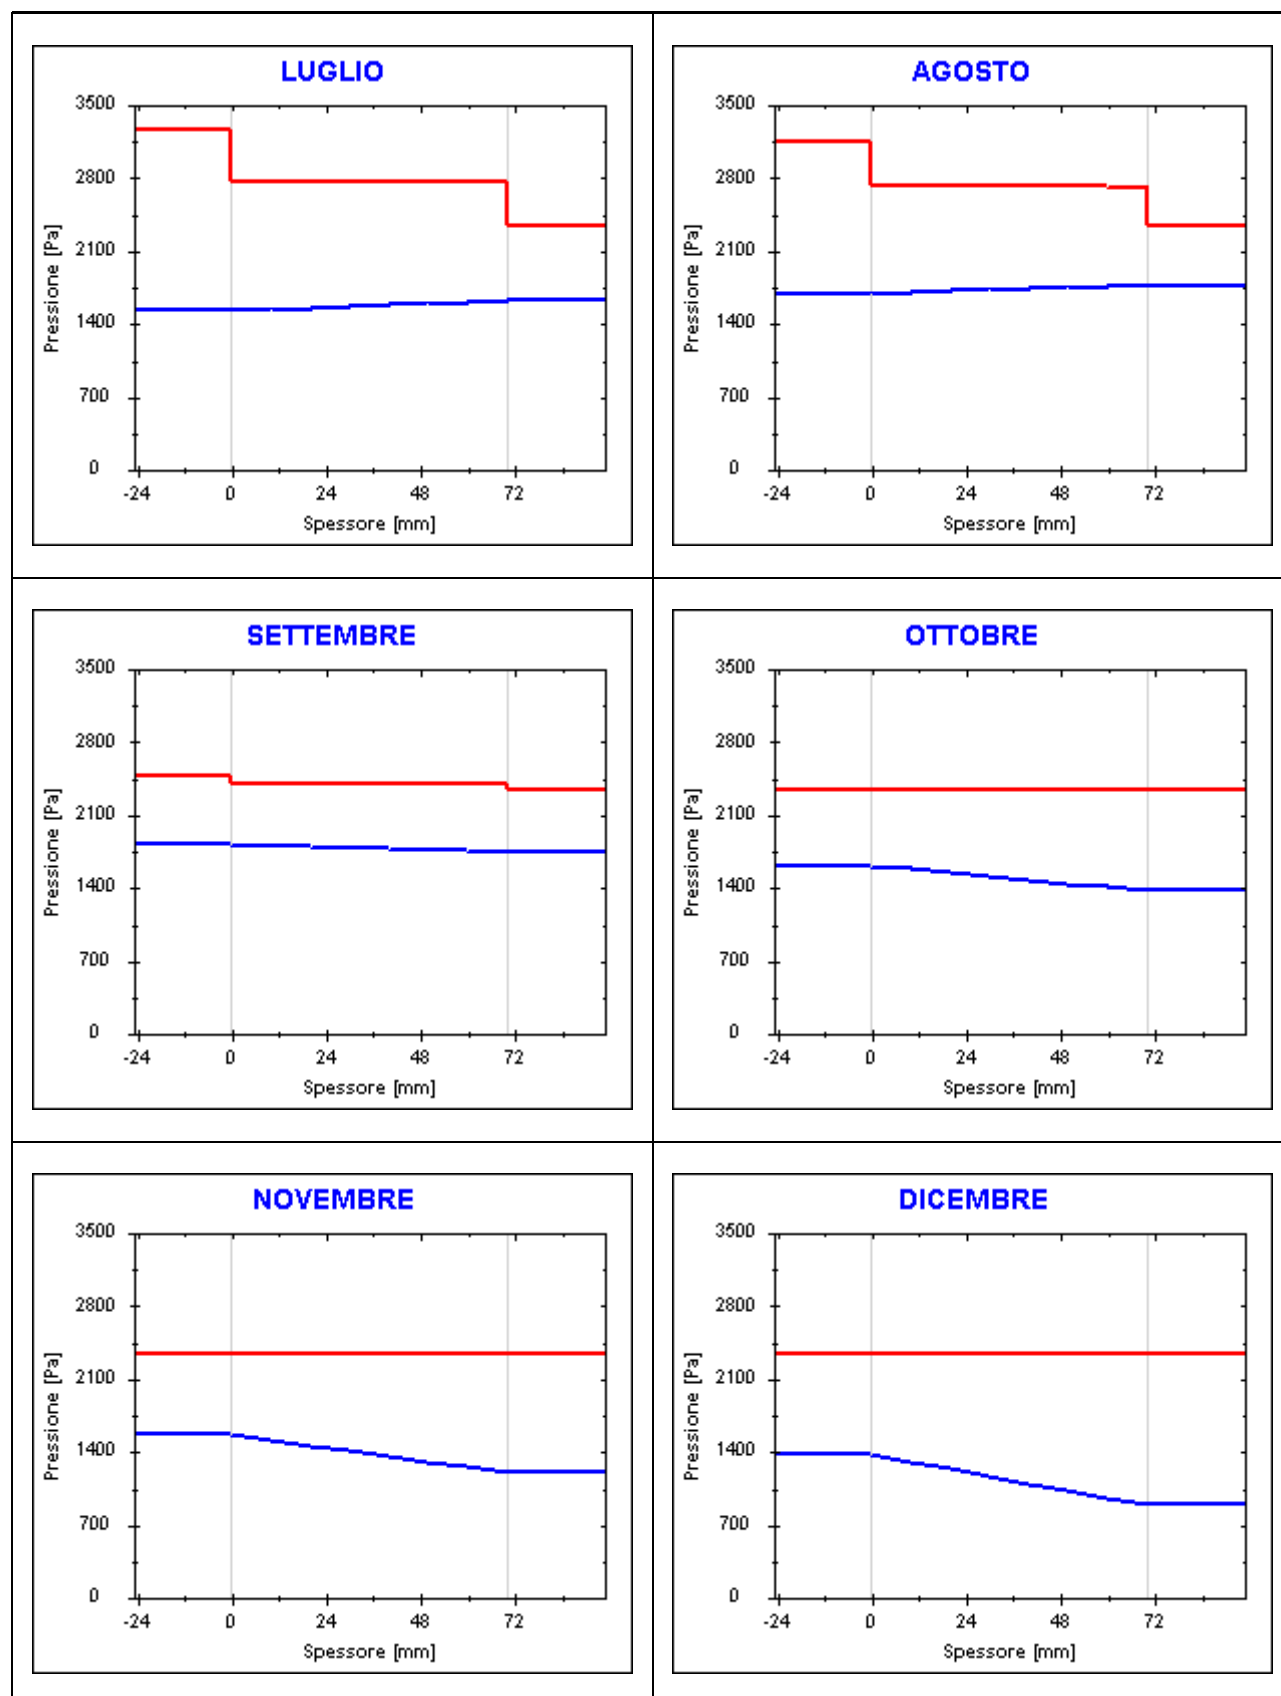 LUGLIO
3500
2800
2100
1400
700
0
Pressione [Pa]
-24 0 24 48 72
Spessore [mm]
AGOSTO
3500
2800
2100
1400
700
0
Pressione [Pa]
-24 0 24 48 72
Spessore [mm]
SETTEMBRE
3500
2800
2100
1400
700
0
Pressione [Pa]
-24 0 24 48 72
Spessore [mm]
OTTOBRE
3500
2800
2100
1400
700
0
Pressione [Pa]
-24 0 24 48 72
Spessore [mm]
NOVEMBRE
3500
2800
2100
1400
700
0
Pressione [Pa]
-24 0 24 48 72
Spessore [mm]
DICEMBRE
3500
2800
2100
1400
700
0
Pressione [Pa]
-24 0 24 48 72
Spessore [mm]